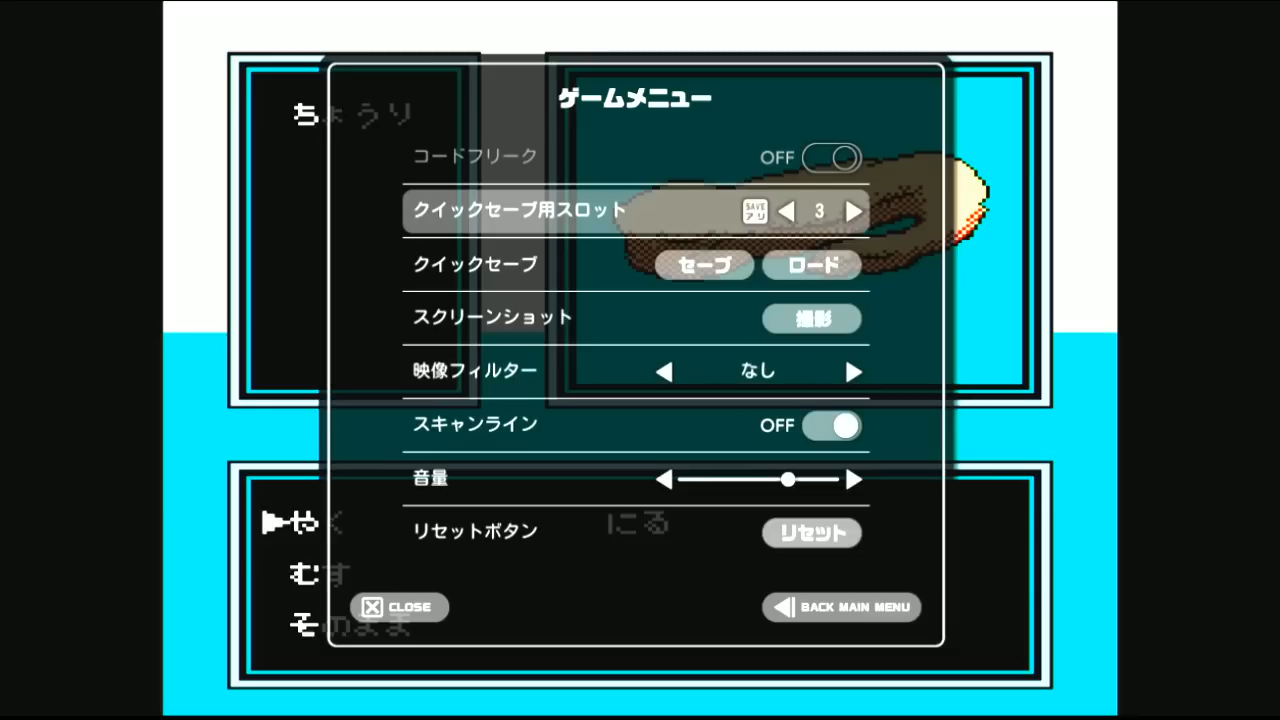 ゲームメニュー
ちょうり
コードフリーク OFF
クイックセーブ用スロット SAVEアリ 3
クイックセーブ セーブ ロード
スクリーンショット 撮影
映像フィルター なし
スキャンライン OFF
音量
やく にる
リセットボタン リセット
むす
CLOSE BACK MAIN MENU
そのまま